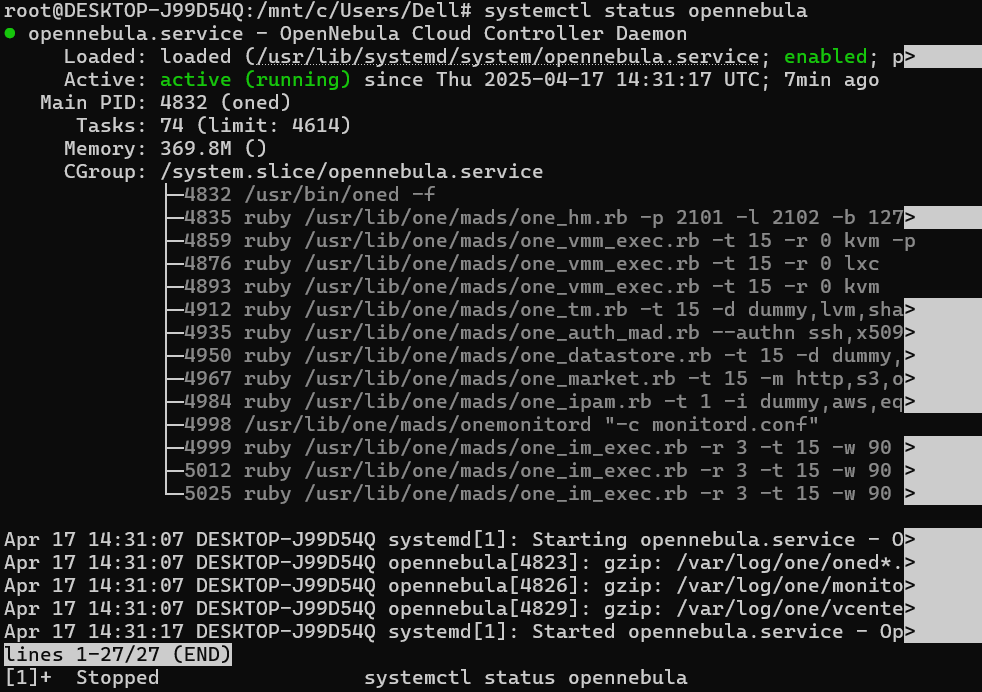 root@DESKTOP-J99D54Q:/mnt/c/Users/Dell# systemctl status opennebula
● opennebula.service - OpenNebula Cloud Controller Daemon
     Loaded: loaded (/usr/lib/systemd/system/opennebula.service; enabled; p>
     Active: active (running) since Thu 2025-04-17 14:31:17 UTC; 7min ago
   Main PID: 4832 (oned)
      Tasks: 74 (limit: 4614)
     Memory: 369.8M ()
     CGroup: /system.slice/opennebula.service
             ├─4832 /usr/bin/oned -f
             ├─4835 ruby /usr/lib/one/mads/one_hm.rb -p 2101 -l 2102 -b 127>
             ├─4859 ruby /usr/lib/one/mads/one_vmm_exec.rb -t 15 -r 0 kvm -p
             ├─4876 ruby /usr/lib/one/mads/one_vmm_exec.rb -t 15 -r 0 lxc
             ├─4893 ruby /usr/lib/one/mads/one_vmm_exec.rb -t 15 -r 0 kvm
             ├─4912 ruby /usr/lib/one/mads/one_tm.rb -t 15 -d dummy,lvm,sha>
             ├─4935 ruby /usr/lib/one/mads/one_auth_mad.rb --authn ssh,x509>
             ├─4950 ruby /usr/lib/one/mads/one_datastore.rb -t 15 -d dummy,>
             ├─4967 ruby /usr/lib/one/mads/one_market.rb -t 15 -m http,s3,o>
             ├─4984 ruby /usr/lib/one/mads/one_ipam.rb -t 1 -i dummy,aws,eq>
             ├─4998 /usr/lib/one/mads/onemonitord "-c monitord.conf"
             ├─4999 ruby /usr/lib/one/mads/one_im_exec.rb -r 3 -t 15 -w 90 >
             ├─5012 ruby /usr/lib/one/mads/one_im_exec.rb -r 3 -t 15 -w 90 >
             └─5025 ruby /usr/lib/one/mads/one_im_exec.rb -r 3 -t 15 -w 90 >

Apr 17 14:31:07 DESKTOP-J99D54Q systemd[1]: Starting opennebula.service - O>
Apr 17 14:31:07 DESKTOP-J99D54Q opennebula[4823]: gzip: /var/log/one/oned*.>
Apr 17 14:31:07 DESKTOP-J99D54Q opennebula[4826]: gzip: /var/log/one/monito>
Apr 17 14:31:07 DESKTOP-J99D54Q opennebula[4829]: gzip: /var/log/one/vcente>
Apr 17 14:31:17 DESKTOP-J99D54Q systemd[1]: Started opennebula.service - Op>
lines 1-27/27 (END)
[1]+  Stopped                 systemctl status opennebula